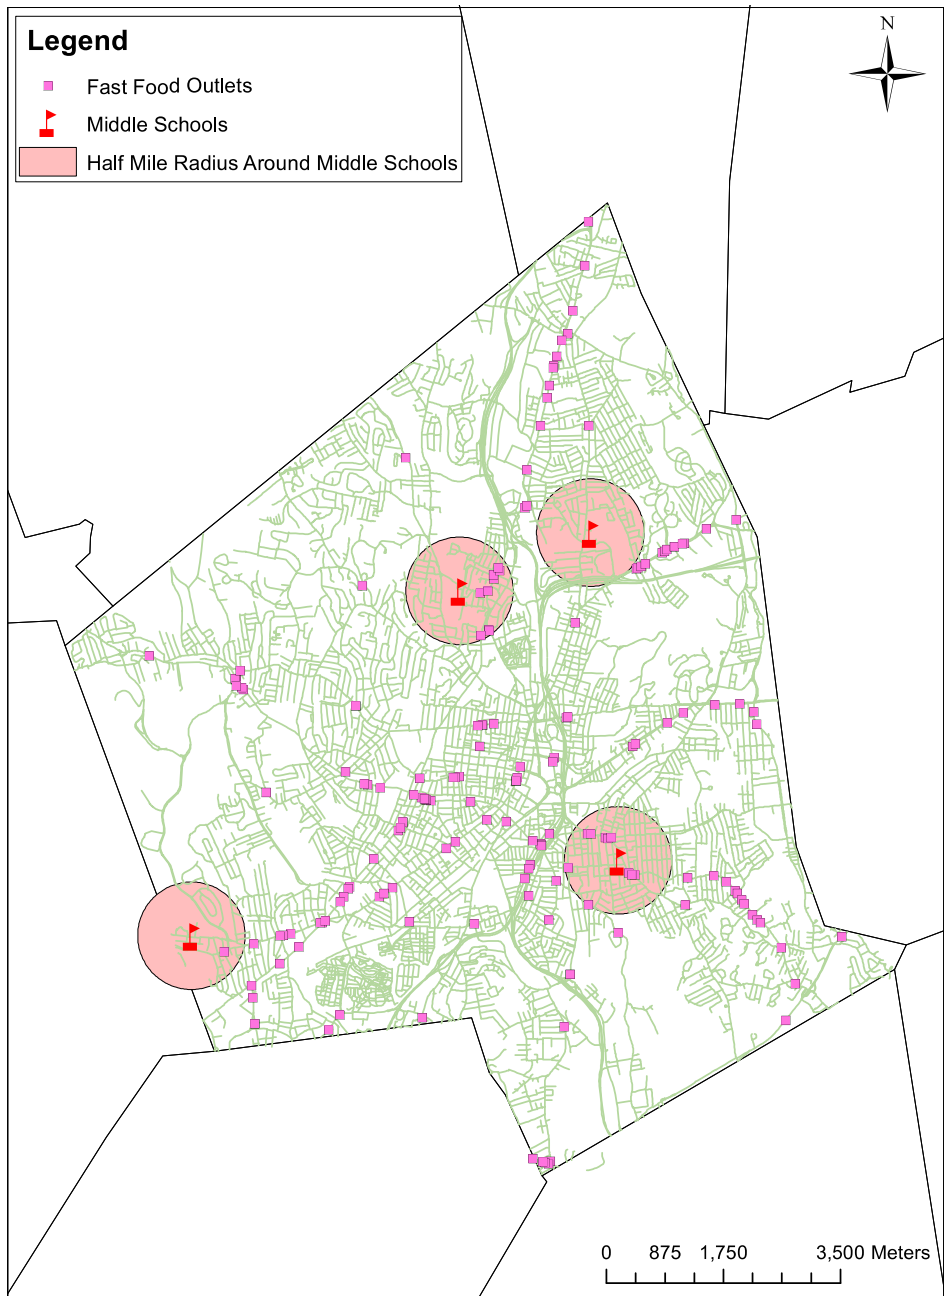 Legend
N
Fast Food Outlets
Middle Schools
Half Mile Radius Around Middle Schools
0 875 1,750 3,500 Meters